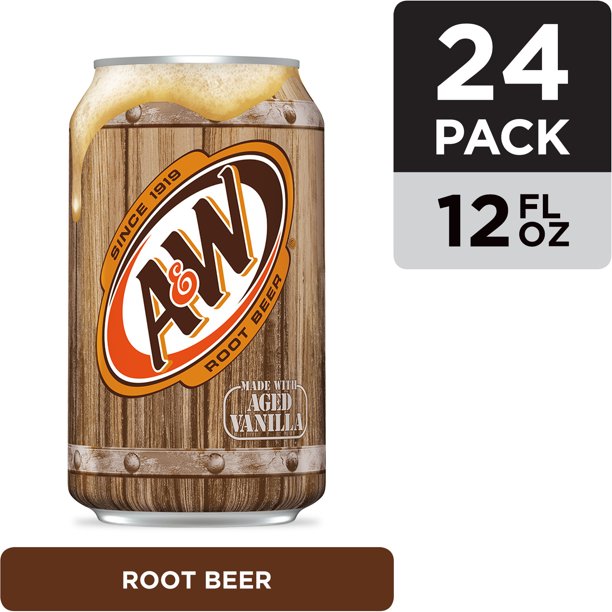 SINCE 1919
A&W
®
ROOT BEER
MADE WITH
AGED
VANILLA
24
PACK
12 FL OZ
ROOT BEER